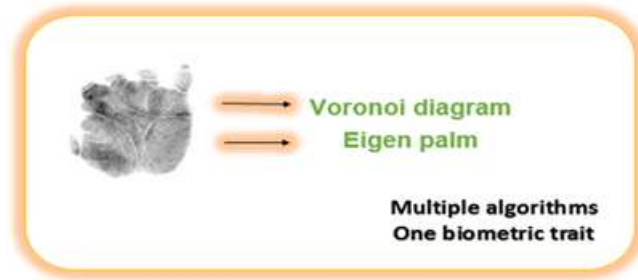 Voronoi diagram
Eigen palm
Multiple algorithms
One biometric trait